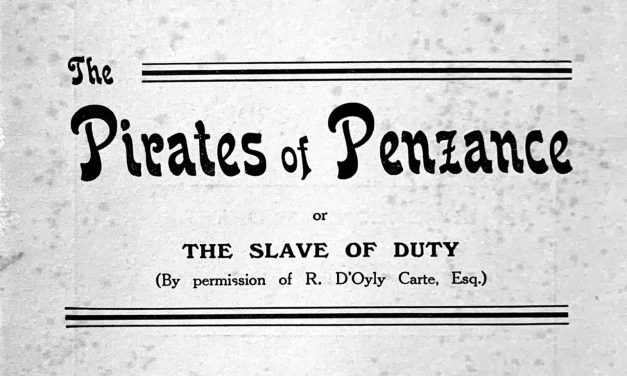 The
Pirates of Penzance
or
THE SLAVE OF DUTY
(By permission of R. D'Oyly Carte, Esq.)